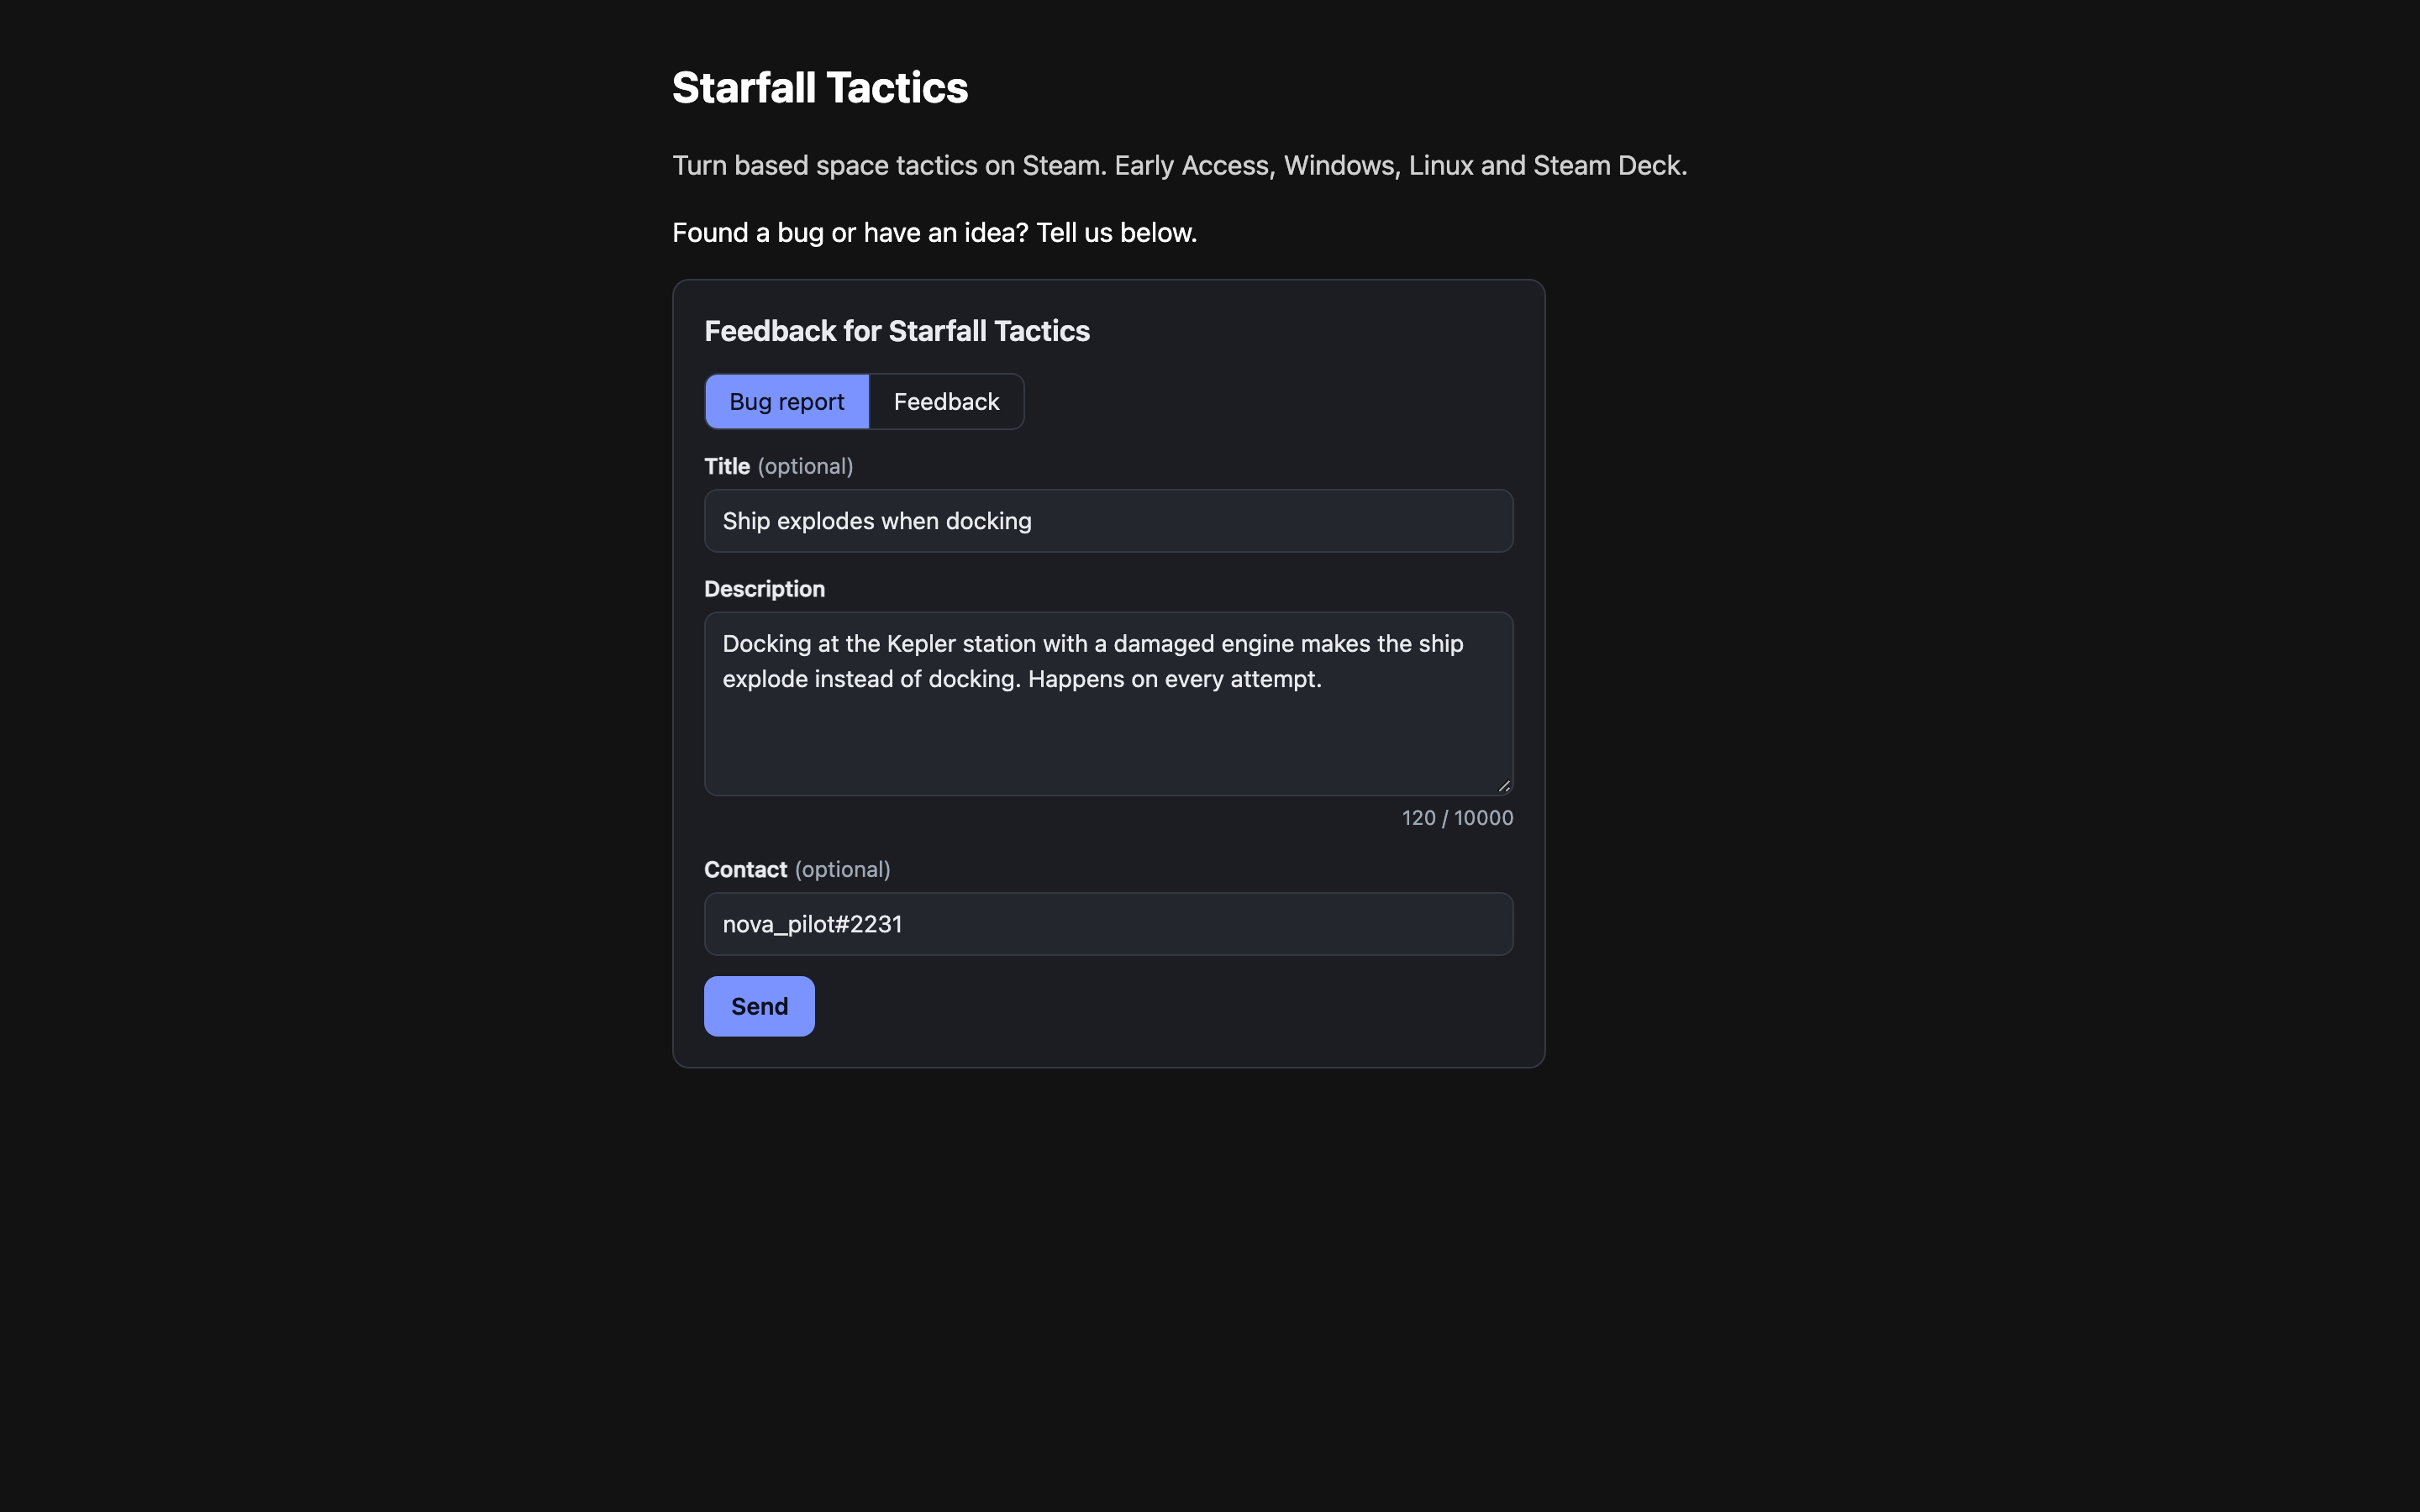 Starfall Tactics
Turn based space tactics on Steam. Early Access, Windows, Linux and Steam Deck.
Found a bug or have an idea? Tell us below.
Feedback for Starfall Tactics
Bug report Feedback
Title (optional)
Ship explodes when docking
Description
Docking at the Kepler station with a damaged engine makes the ship
explode instead of docking. Happens on every attempt.
120 / 10000
Contact (optional)
nova_pilot#2231
Send